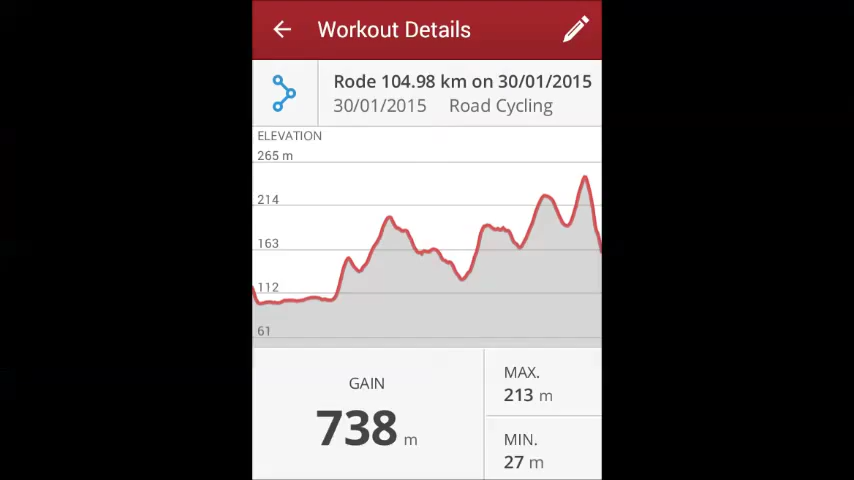 Workout Details
Rode 104.98 km on 30/01/2015
30/01/2015 Road Cycling
ELEVATION
265 m
214
163
112
61
GAIN
738 m
MAX.
213 m
MIN.
27 m